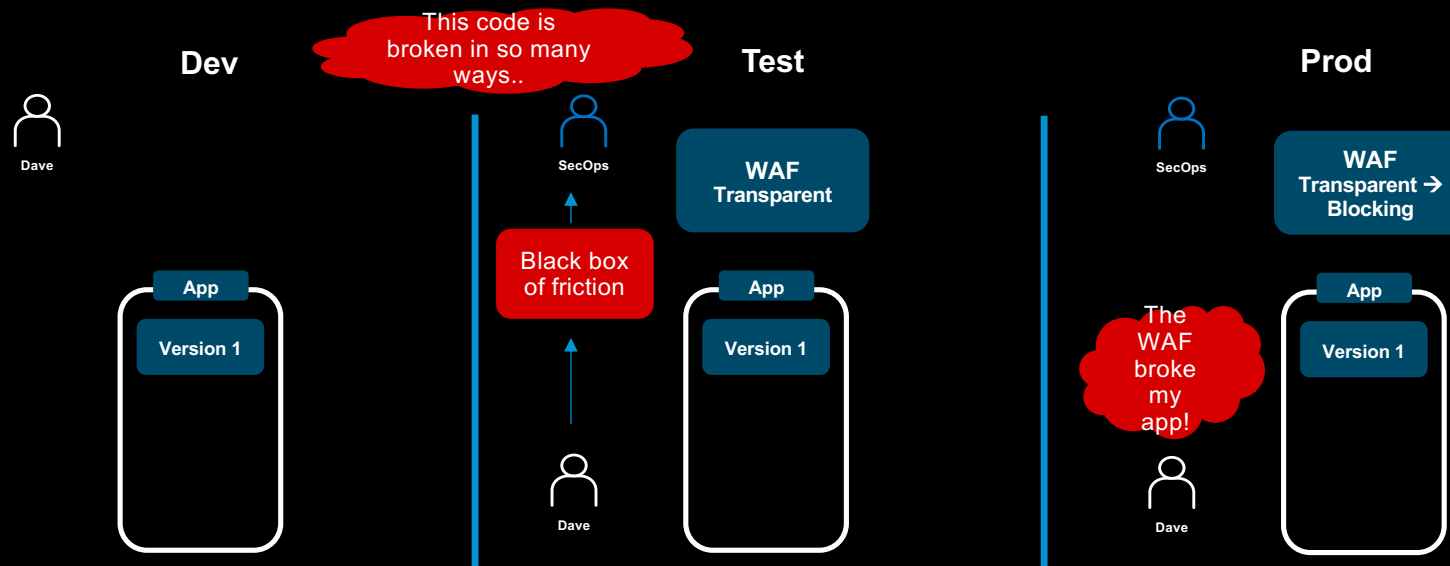 This code is
broken in so many
ways..
Dev
Test
Prod
Dave
SecOps
WAF
Transparent
SecOps
WAF
Transparent →
Blocking
Black box
of friction
App
Version 1
App
Version 1
App
Version 1
The
WAF
broke
my
app!
Dave
Dave